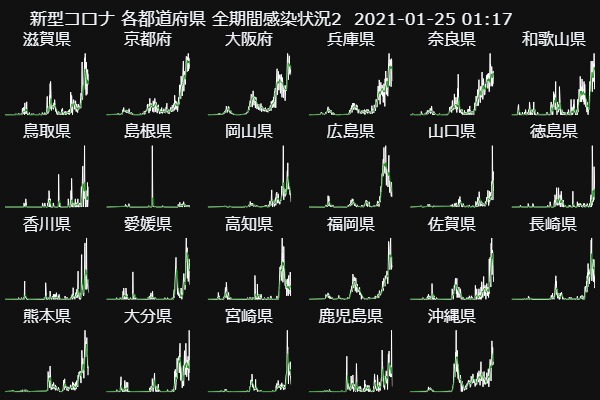 新型コロナ 各都道府県 全期間感染状況2 2021-01-25 01:17
滋賀県 京都府 大阪府 兵庫県 奈良県 和歌山県
鳥取県 島根県 岡山県 広島県 山口県 徳島県
香川県 愛媛県 高知県 福岡県 佐賀県 長崎県
熊本県 大分県 宮崎県 鹿児島県 沖縄県